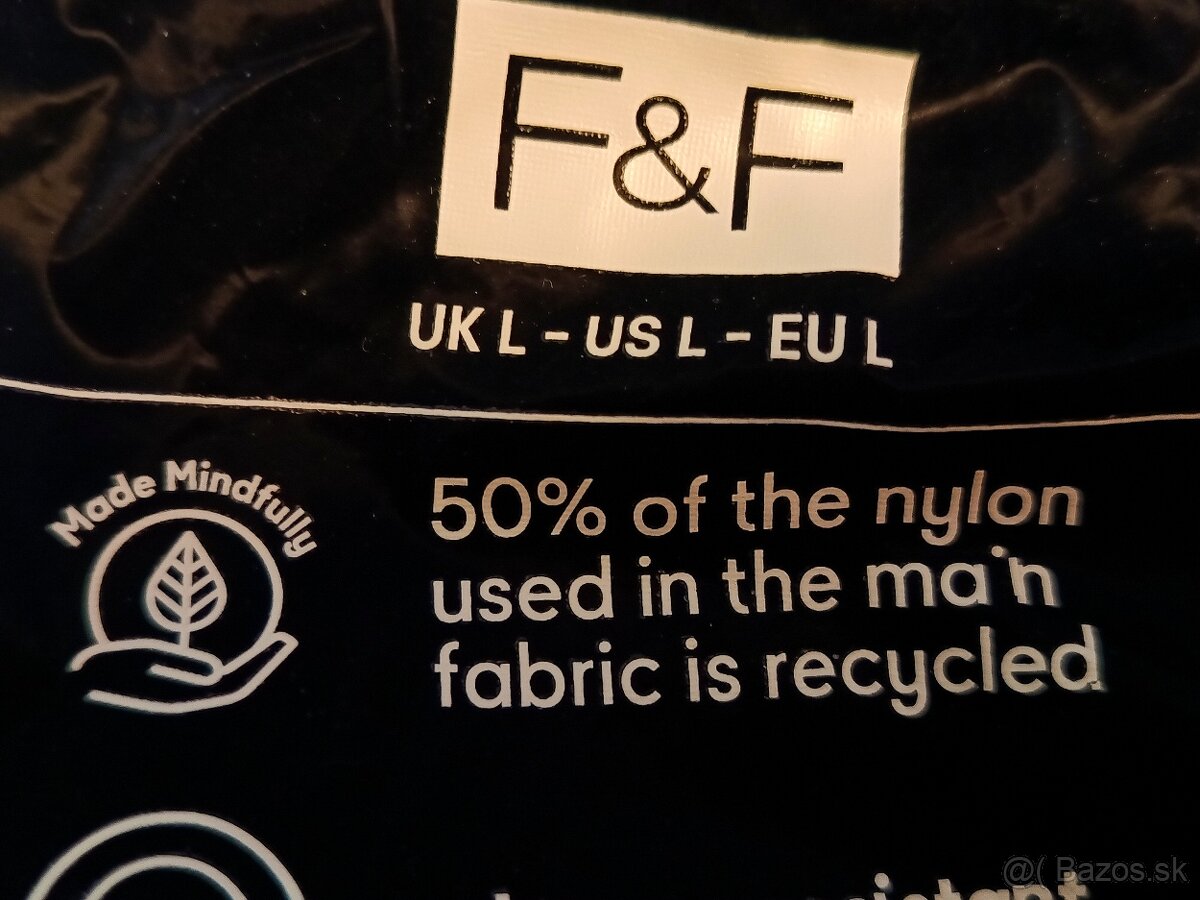 F&F
UK L - US L - EU L
Made Mindfully
50% of the nylon
used in the main
fabric is recycled
@( Bazos.sk